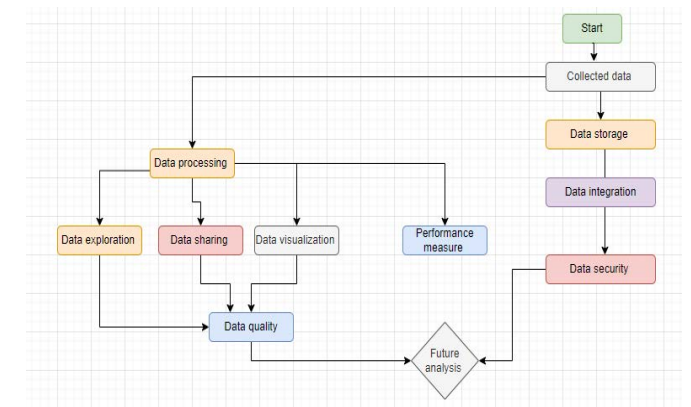 Start
Collected data
Data storage
Data processing
Data integration
Data exploration
Data sharing
Data visualization
Performance
measure
Data security
Data quality
Future
analysis